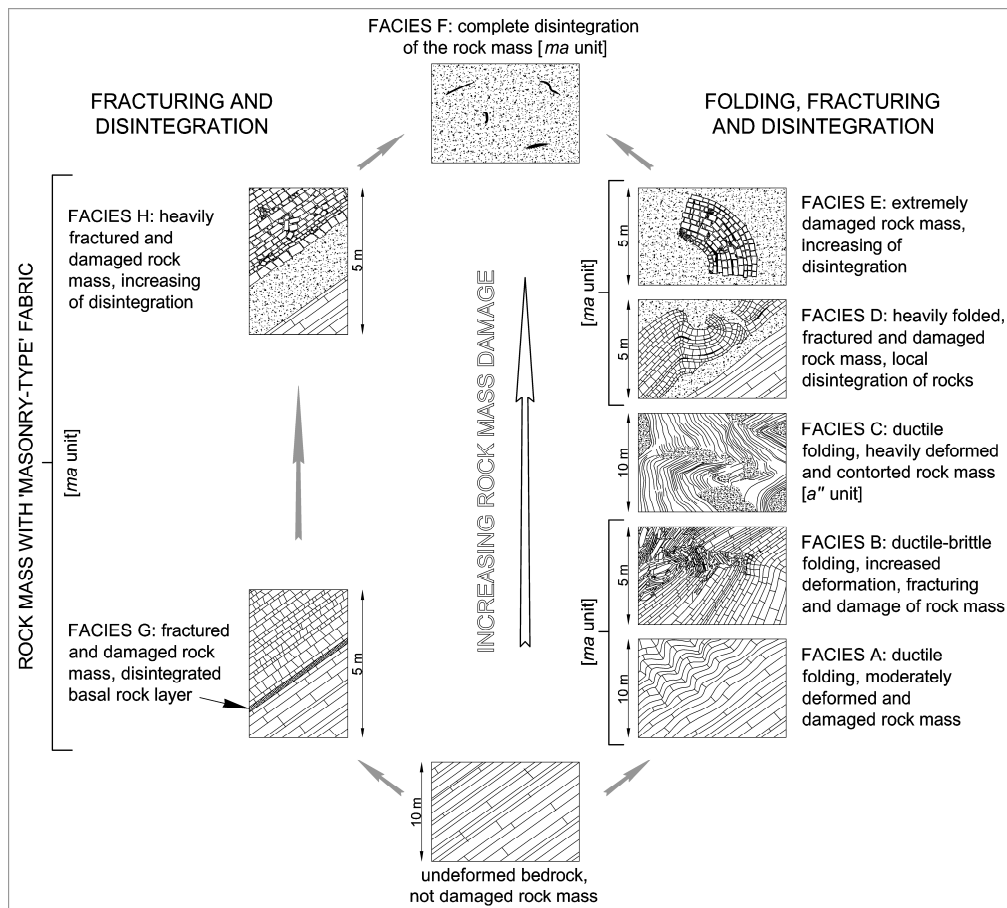 FACIES F: complete disintegration
of the rock mass [ma unit]
FRACTURING AND
DISINTEGRATION
FOLDING, FRACTURING
AND DISINTEGRATION
ROCK MASS WITH 'MASONRY-TYPE' FABRIC
[ma unit]
FACIES H: heavily
fractured and
damaged rock
mass, increasing
of disintegration
5 m
FACIES G: fractured
and damaged rock
mass, disintegrated
basal rock layer
5 m
INCREASING ROCK MASS DAMAGE
[ma unit]
5 m
FACIES E: extremely
damaged rock mass,
increasing of
disintegration
5 m
FACIES D: heavily folded,
fractured and damaged
rock mass, local
disintegration of rocks
10 m
FACIES C: ductile
folding, heavily deformed
and contorted rock mass
[a" unit]
[ma unit]
5 m
FACIES B: ductile-brittle
folding, increased
deformation, fracturing
and damage of rock mass
10 m
FACIES A: ductile
folding, moderately
deformed and
damaged rock mass
10 m
undeformed bedrock,
not damaged rock mass